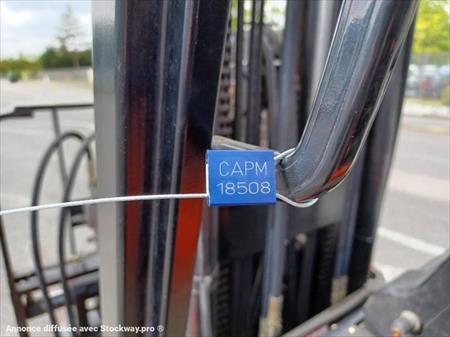 CAPM
18508
Annonce diffusée avec Stockway.pro ®